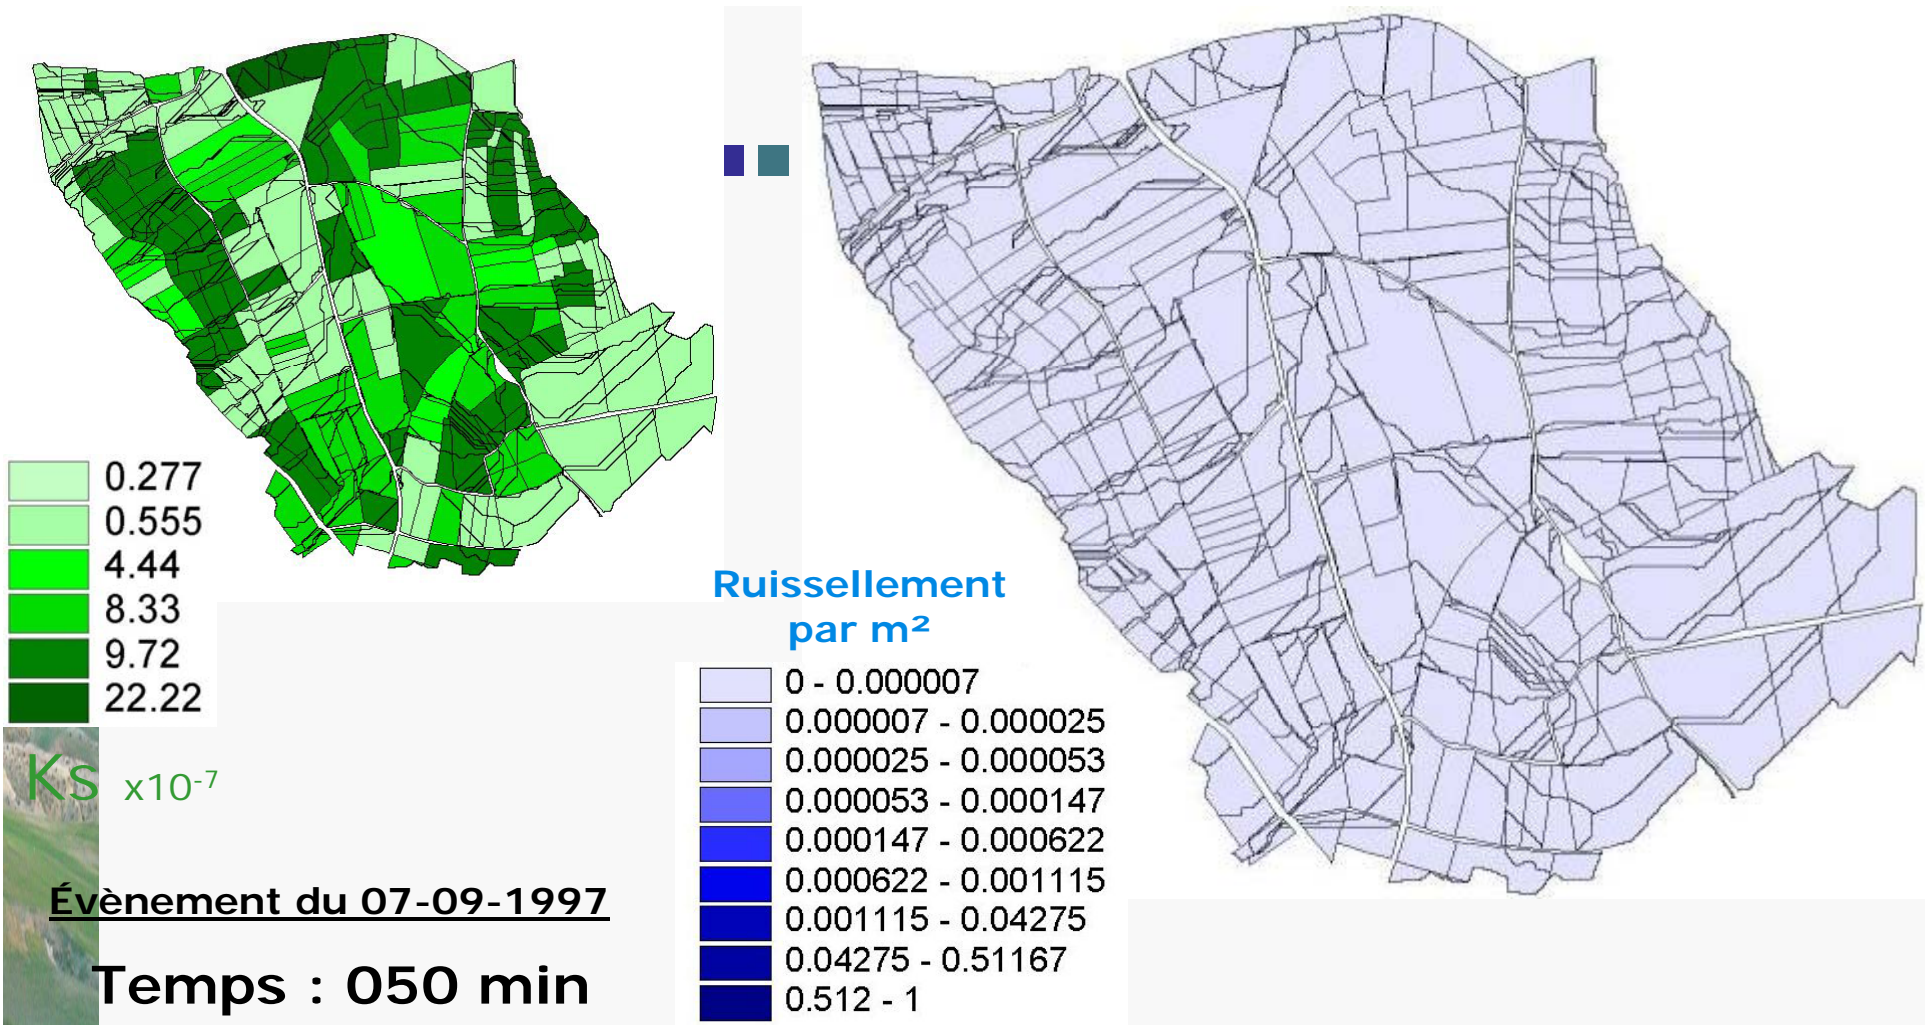 0.277
0.555
4.44
8.33
9.72
22.22
Ks x10-7
Évènement du 07-09-1997
Temps : 050 min
Ruissellement
par m²
0 - 0.000007
0.000007 - 0.000025
0.000025 - 0.000053
0.000053 - 0.000147
0.000147 - 0.000622
0.000622 - 0.001115
0.001115 - 0.04275
0.04275 - 0.51167
0.512 - 1